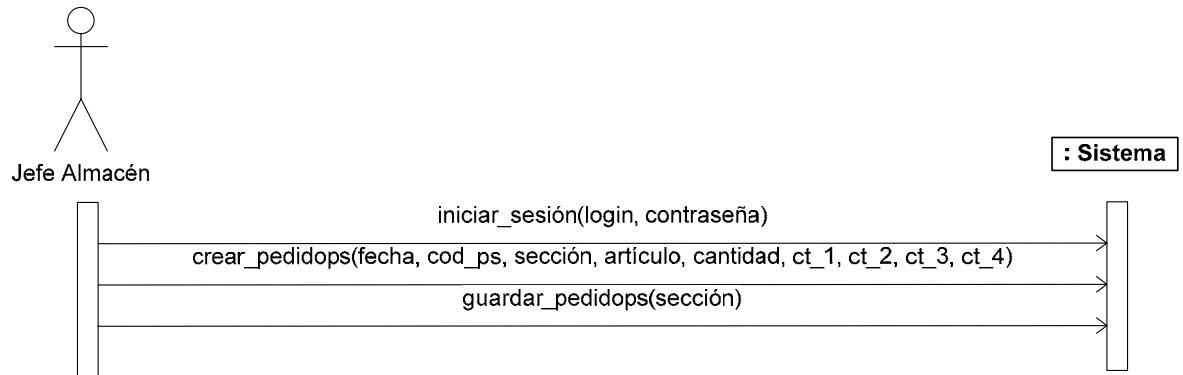 Jefe Almacén
: Sistema
iniciar_sesión(login, contraseña)
crear_pedidops(fecha, cod_ps, sección, artículo, cantidad, ct_1, ct_2, ct_3, ct_4)
guardar_pedidops(sección)